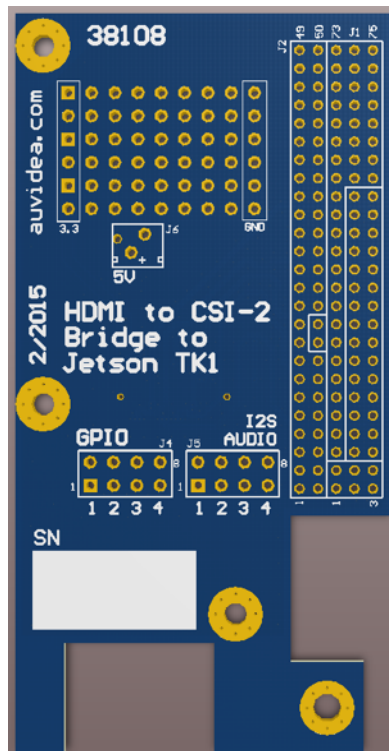 38108
auvidea.com
3.3
GND
J6
+
5V
2/2015
HDMI to CSI-2
Bridge to
Jetson TK1
J2
49
50
73
J1
75
GPIO
J4
8
1
1 2 3 4
J5
I2S
AUDIO
8
1
1 2 3 4
1
1
3
SN